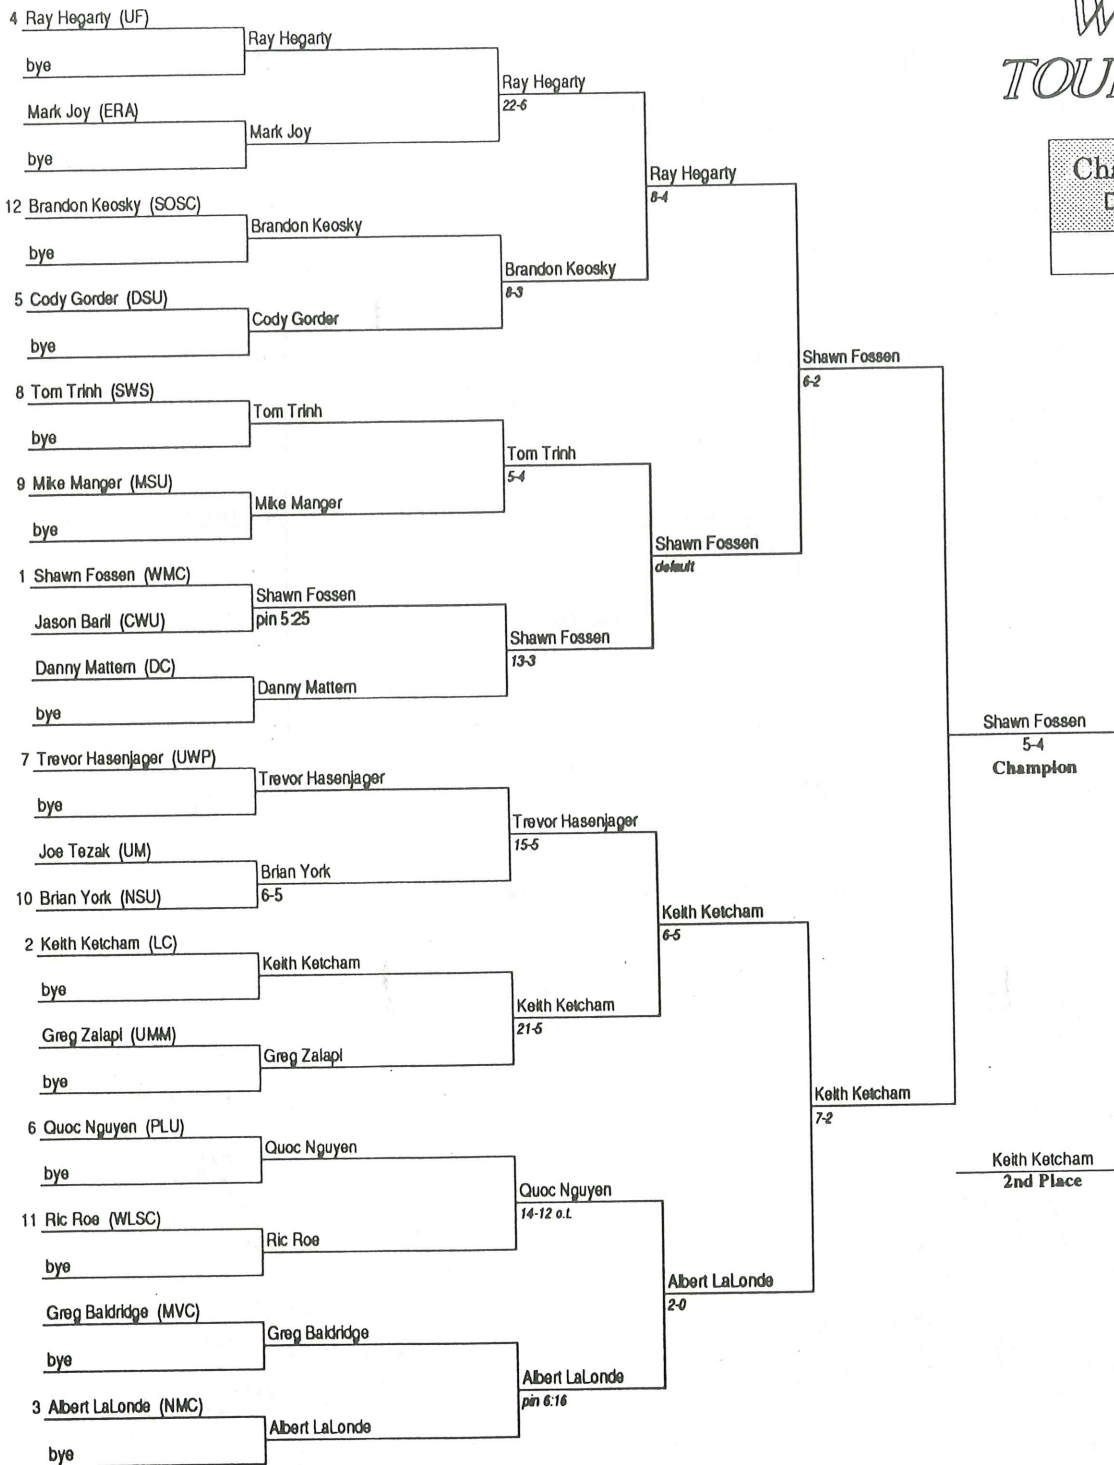 W
TOU
Cha
D
4 Ray Hegarty (UF)
bye
Mark Joy (ERA)
bye
12 Brandon Keosky (SOSC)
bye
5 Cody Gorder (DSU)
bye
8 Tom Trinh (SWS)
bye
9 Mike Manger (MSU)
bye
1 Shawn Fossen (WMC)
Jason Baril (CWU)
Danny Mattern (DC)
bye
7 Trevor Hasenjager (UWP)
bye
Joe Tezak (UM)
10 Brian York (NSU)
2 Keith Ketcham (LC)
bye
Greg Zalapi (UMM)
bye
6 Quoc Nguyen (PLU)
bye
11 Ric Roe (WLSC)
bye
Greg Baldridge (MVC)
bye
3 Albert LaLonde (NMC)
bye
Ray Hegarty
Mark Joy
Brandon Keosky
Cody Gorder
Tom Trinh
Mike Manger
Shawn Fossen
pin 5:25
Danny Mattern
Trevor Hasenjager
Brian York
6-5
Keith Ketcham
Greg Zalapi
Quoc Nguyen
Ric Roe
Greg Baldridge
Albert LaLonde
Ray Hegarty
22-6
Brandon Keosky
8-3
Tom Trinh
5-4
Shawn Fossen
13-3
Trevor Hasenjager
15-5
Keith Ketcham
21-5
Quoc Nguyen
14-12 o.t.
Albert LaLonde
pin 6:16
Ray Hegarty
8-4
Shawn Fossen
default
Keith Ketcham
6-5
Albert LaLonde
2-0
Shawn Fossen
6-2
Keith Ketcham
7-2
Shawn Fossen
5-4
Champion
Keith Ketcham
2nd Place